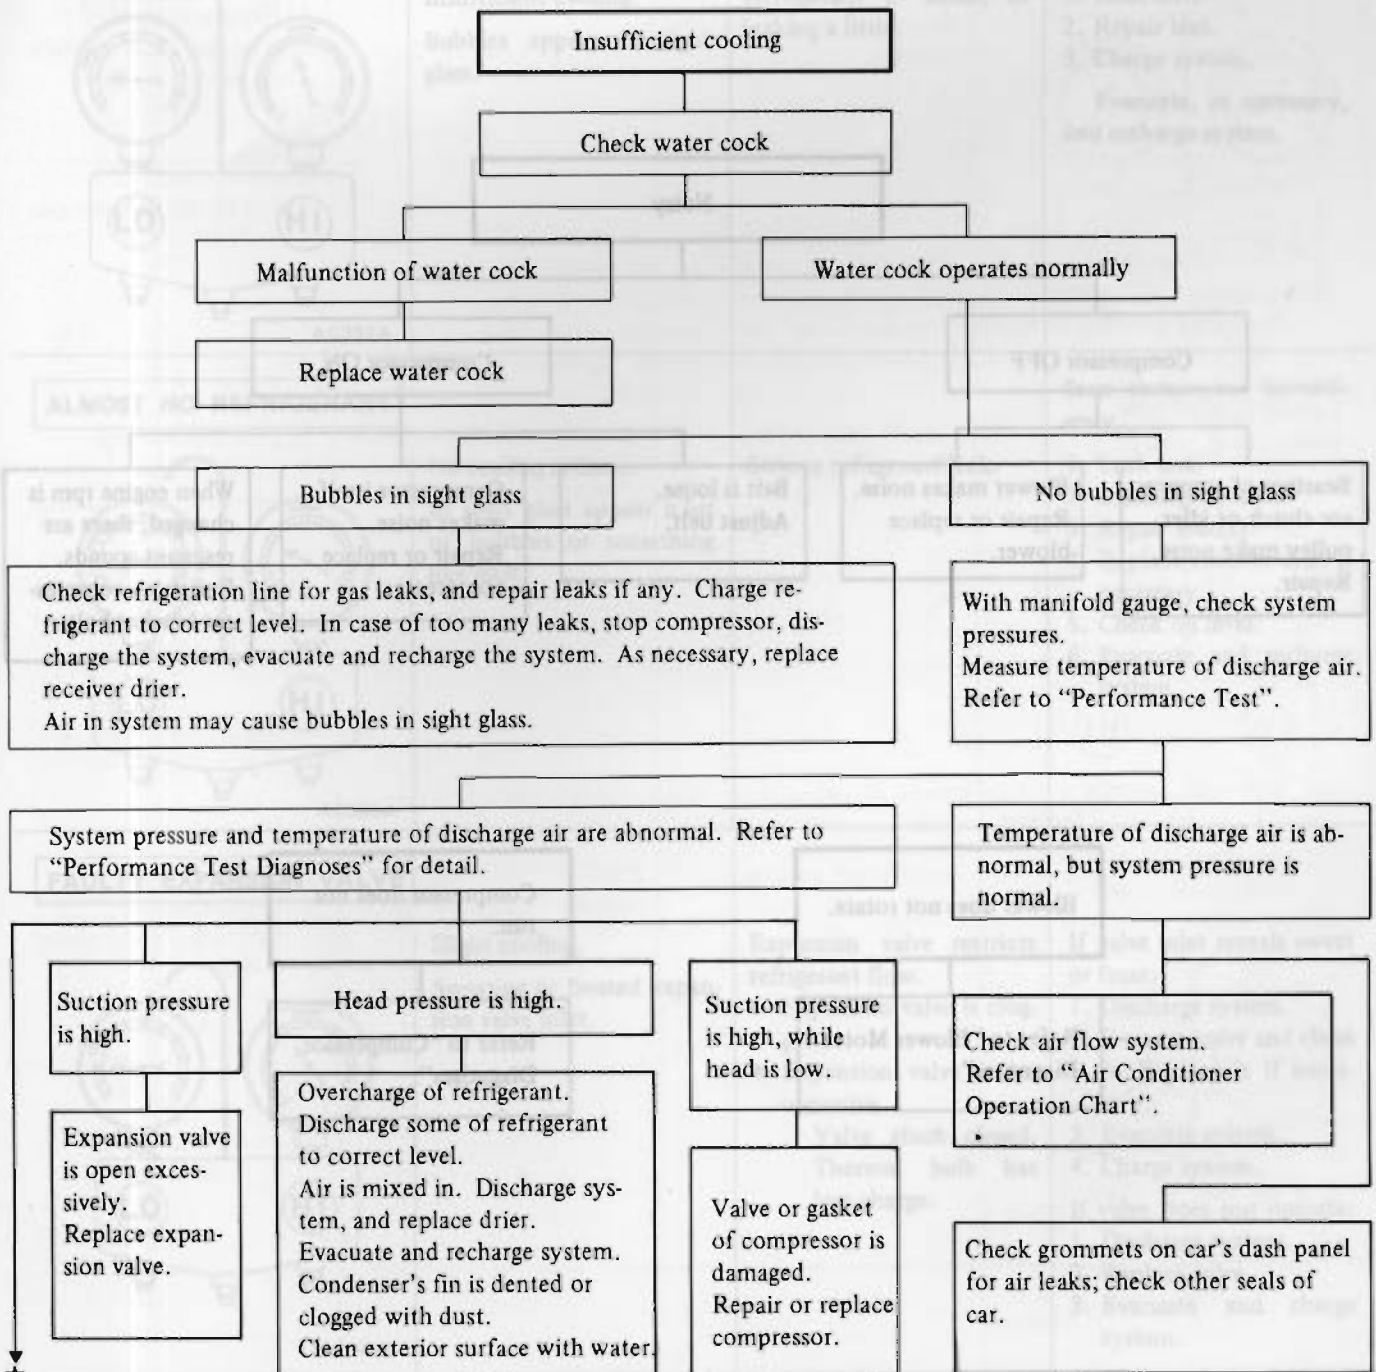 Insufficient cooling
Check water cock
Malfunction of water cock
Water cock operates normally
Replace water cock
Bubbles in sight glass
No bubbles in sight glass
Check refrigeration line for gas leaks, and repair leaks if any. Charge re-
frigerant to correct level. In case of too many leaks, stop compressor, dis-
charge the system, evacuate and recharge the system. As necessary, replace
receiver drier.
Air in system may cause bubbles in sight glass.
With manifold gauge, check system
pressures.
Measure temperature of discharge air.
Refer to “Performance Test”.
System pressure and temperature of discharge air are abnormal. Refer to
“Performance Test Diagnoses” for detail.
Temperature of discharge air is ab-
normal, but system pressure is
normal.
Suction pressure
is high.
Head pressure is high.
Suction pressure
is high, while
head is low.
Check air flow system.
Refer to “Air Conditioner
Operation Chart”.
Expansion valve
is open exces-
sively.
Replace expan-
sion valve.
Overcharge of refrigerant.
Discharge some of refrigerant
to correct level.
Air is mixed in. Discharge sys-
tem, and replace drier.
Evacuate and recharge system.
Condenser’s fin is dented or
clogged with dust.
Clean exterior surface with water.
Valve or gasket
of compressor is
damaged.
Repair or replace
compressor.
Check grommets on car’s dash panel
for air leaks; check other seals of
car.